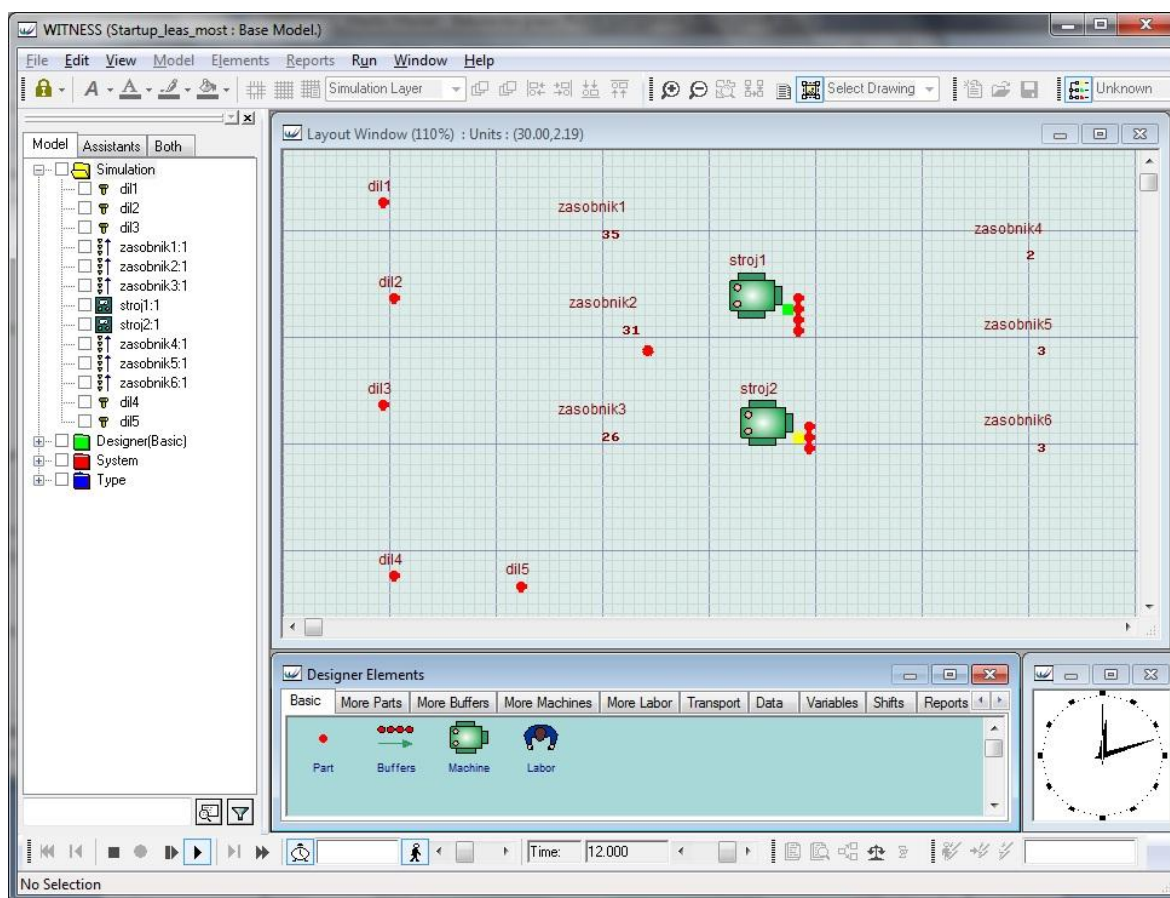 WITNESS (Startup_leas_most : Base Model.)
File Edit View Model Elements Reports Run Window Help
A A Simulation Layer Select Drawing Unknown
Model Assistants Both
Simulation
dil1
dil2
dil3
zasobnik1:1
zasobnik2:1
zasobnik3:1
stroj1:1
stroj2:1
zasobnik4:1
zasobnik5:1
zasobnik6:1
dil4
dil5
Designer(Basic)
System
Type
Layout Window (110%) : Units : (30.00,2.19)
dil1
zasobnik1
35
zasobnik4
2
stroj1
dil2
zasobnik2
31
zasobnik5
3
dil3
stroj2
zasobnik3
26
zasobnik6
3
dil4
dil5
Designer Elements
Basic More Parts More Buffers More Machines More Labor Transport Data Variables Shifts Reports
Part Buffers Machine Labor
Time: 12.000
No Selection